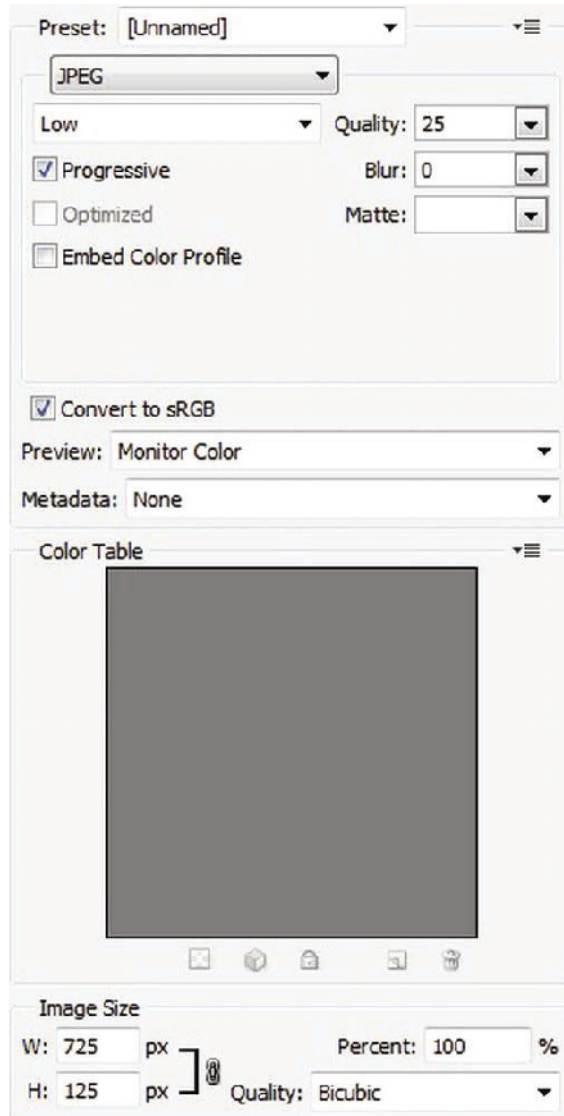 Preset: [Unnamed]
JPEG
Low Quality: 25
Progressive Blur: 0
Optimized Matte:
Embed Color Profile
Convert to sRGB
Preview: Monitor Color
Metadata: None
Color Table
Image Size
W: 725 px Percent: 100 %
H: 125 px Quality: Bicubic